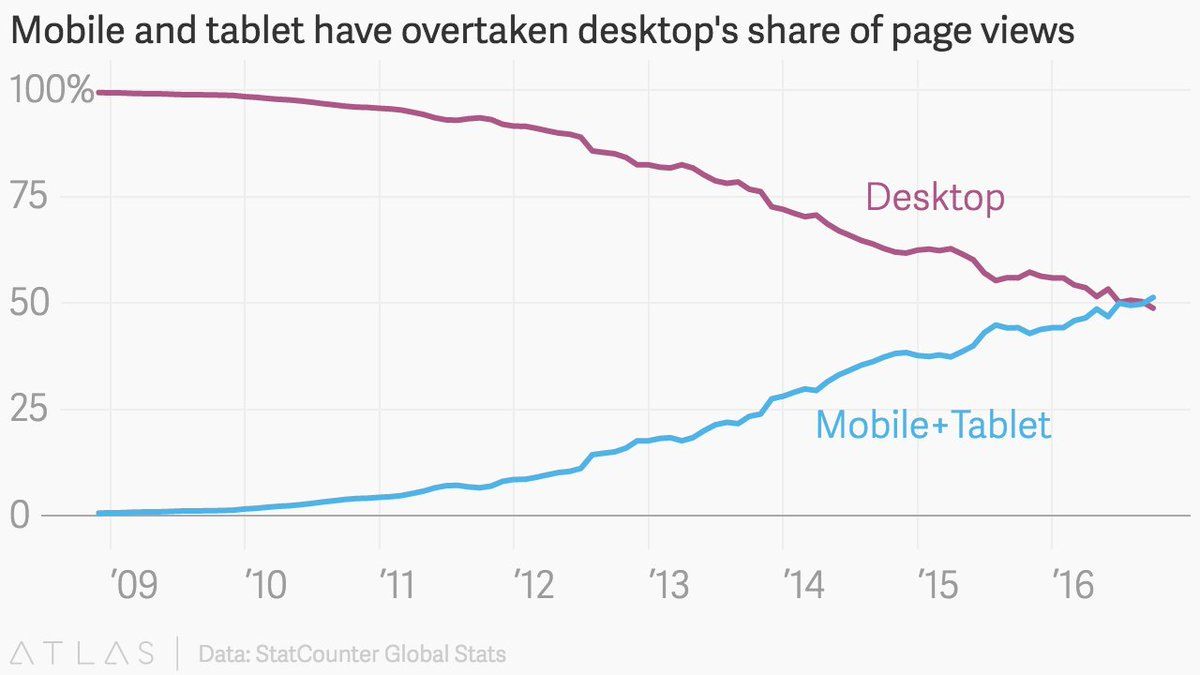 Mobile and tablet have overtaken desktop's share of page views
100%
75
Desktop
50
25
Mobile+Tablet
0
’09 ’10 ’11 ’12 ’13 ’14 ’15 ’16
ATLAS | Data: StatCounter Global Stats